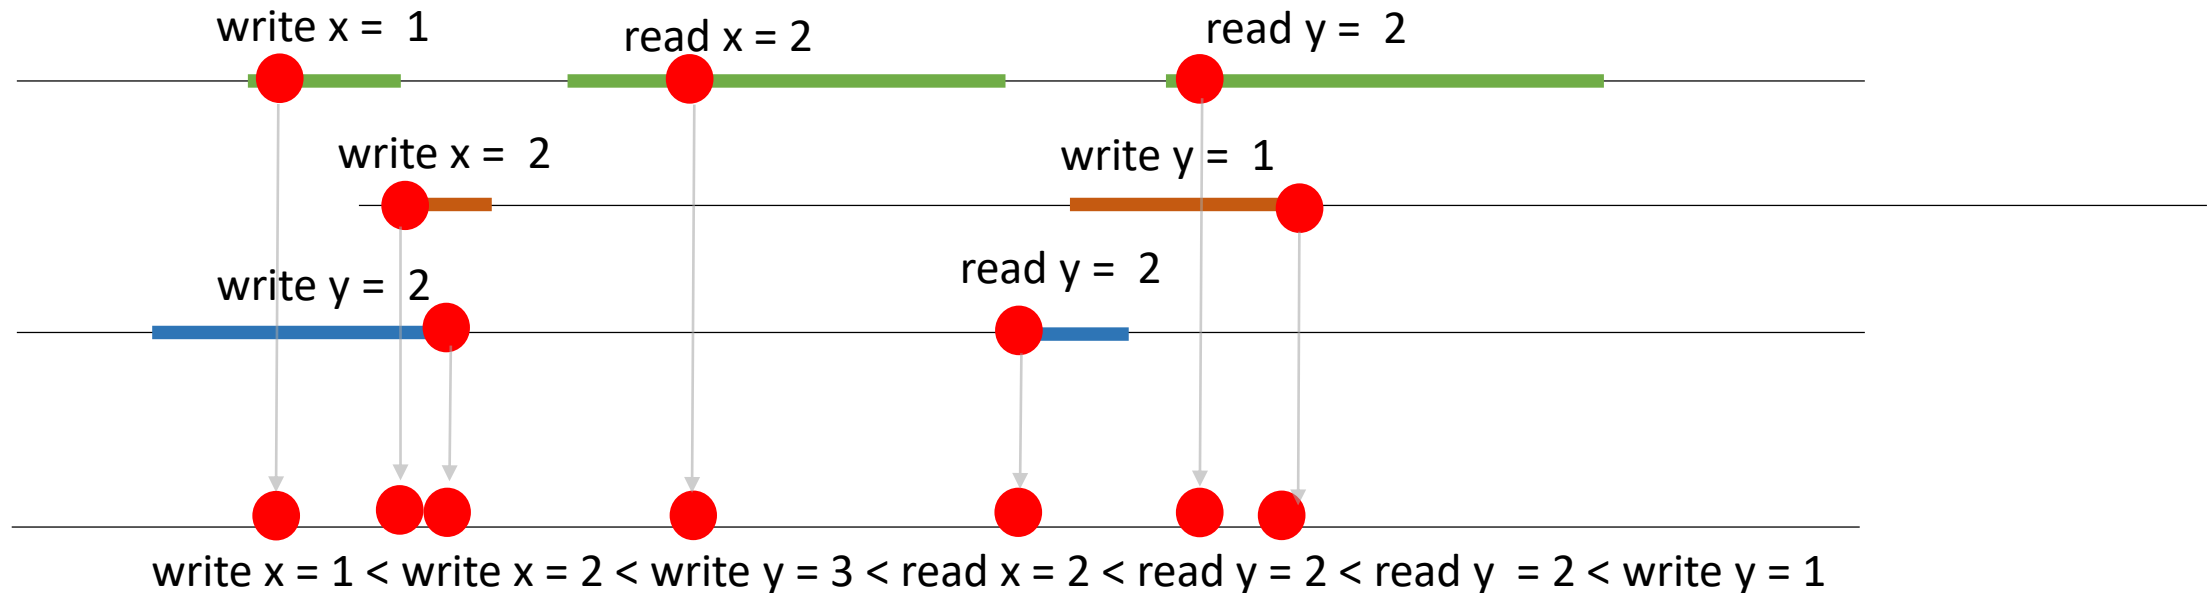 write x = 1
read x = 2
read y = 2
write x = 2
write y = 1
write y = 2
read y = 2
write x = 1 < write x = 2 < write y = 3 < read x = 2 < read y = 2 < read y = 2 < write y = 1